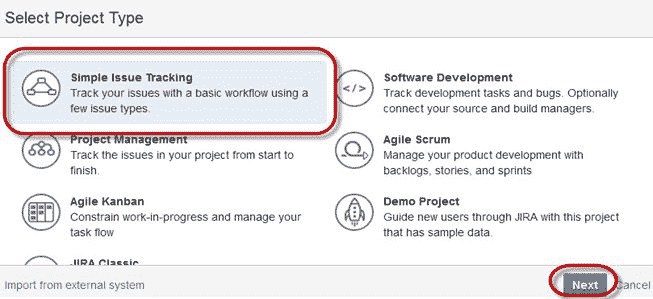 Select Project Type
Simple Issue Tracking
Track your issues with a basic workflow using a
few issue types.
Software Development
Track development tasks and bugs. Optionally
connect your source and build managers.
Project Management
Track the issues in your project from start to
finish.
Agile Scrum
Manage your product development with
backlogs, stories, and sprints
Agile Kanban
Constrain work-in-progress and manage your
task flow
Demo Project
Guide new users through JIRA with this project
that has sample data.
JIRA Classic
Import from external system
Next
Cancel